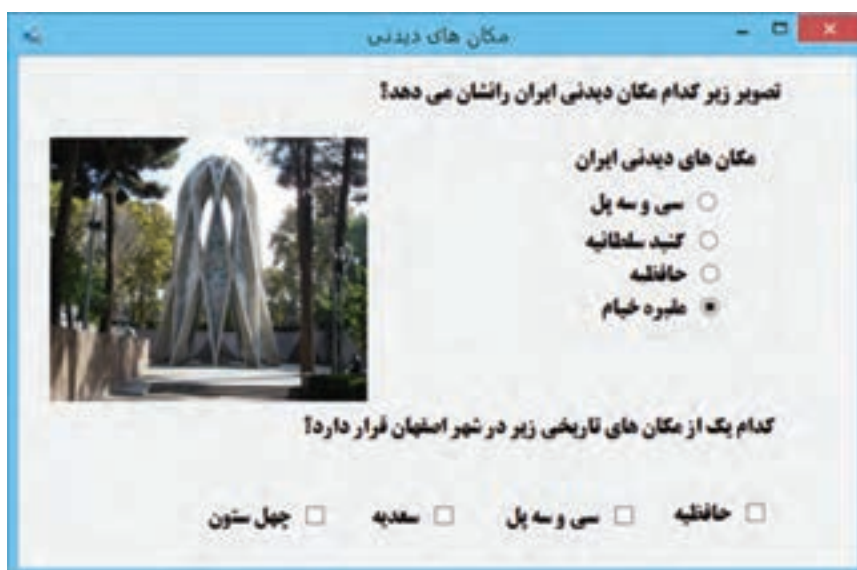 مکان های دیدنی
تصویر زیر کدام مکان دیدنی ایران رانشان می دهد؟
مکان های دیدنی ایران
سی و سه پل
گنبد سلطانیه
حافظیه
مقبره خیام
کدام یک از مکان های تاریخی زیر در شهر اصفهان قرار دارد؟
حافظیه سی و سه پل سعدیه چهل ستون